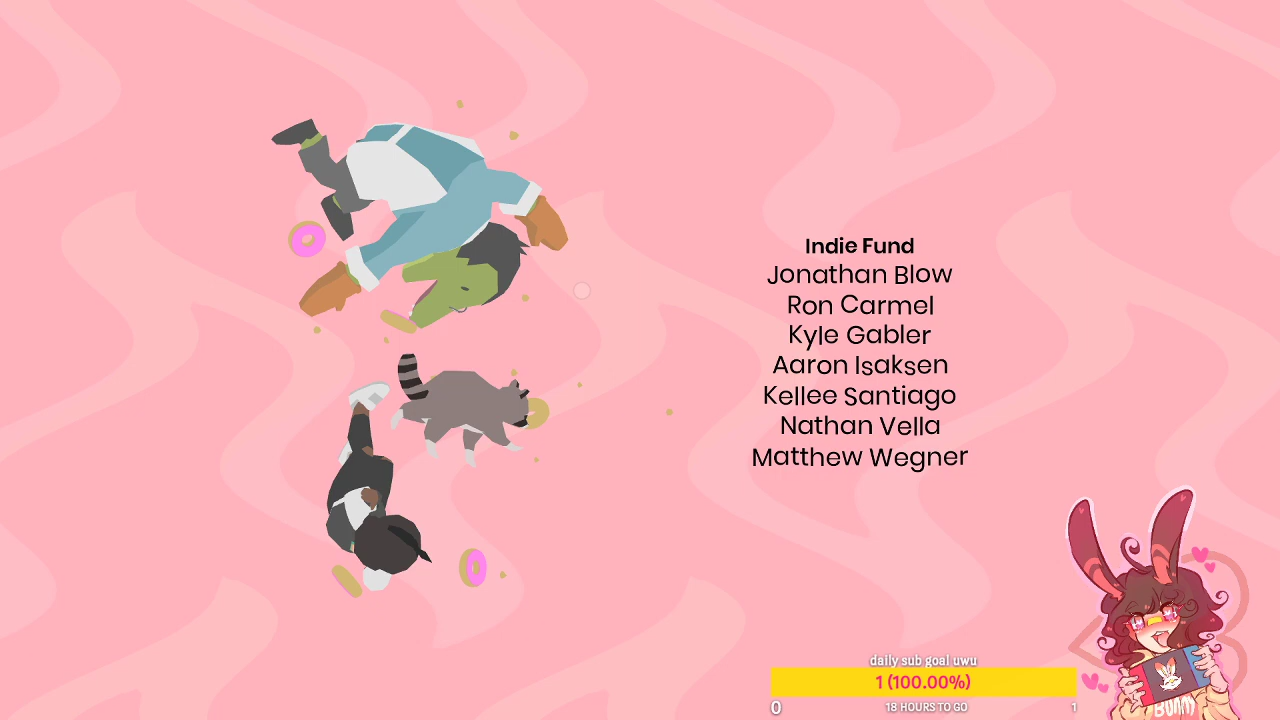 Indie Fund
Jonathan Blow
Ron Carmel
Kyle Gabler
Aaron Isaksen
Kellee Santiago
Nathan Vella
Matthew Wegner
daily sub goal uwu
1 (100.00%)
0 18 HOURS TO GO 1
BUNNY